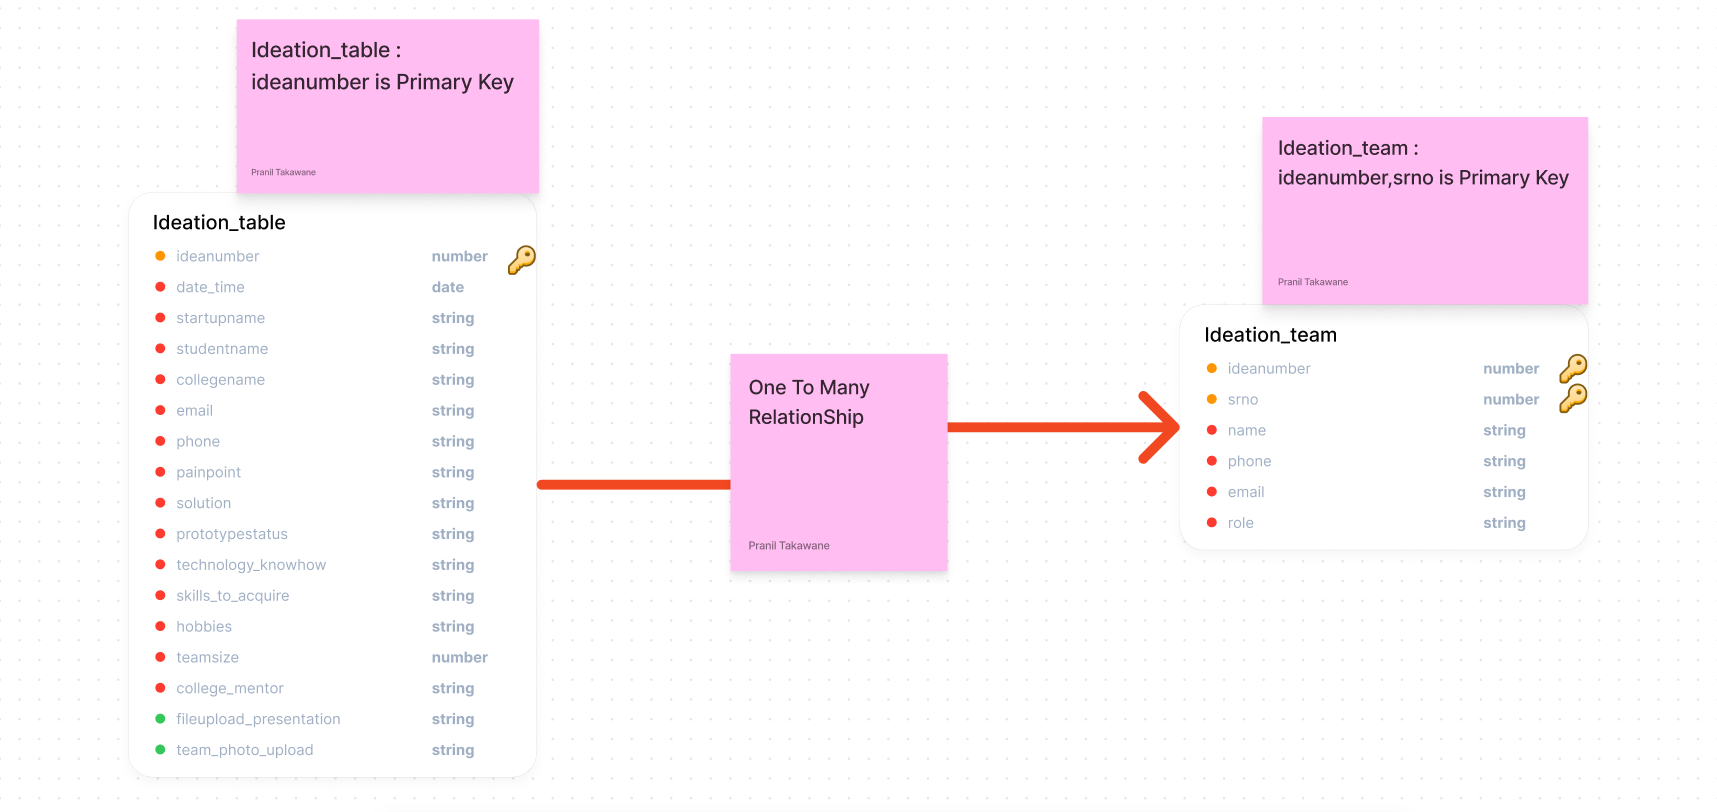 Ideation_table :
ideanumber is Primary Key
Pranil Takawane
Ideation_table
ideanumber number
date_time date
startupname string
studentname string
collegename string
email string
phone string
painpoint string
solution string
prototypestatus string
technology_knowhow string
skills_to_acquire string
hobbies string
teamsize number
college_mentor string
fileupload_presentation string
team_photo_upload string
One To Many
RelationShip
Pranil Takawane
Ideation_team :
ideanumber,srno is Primary Key
Pranil Takawane
Ideation_team
ideanumber number
srno number
name string
phone string
email string
role string